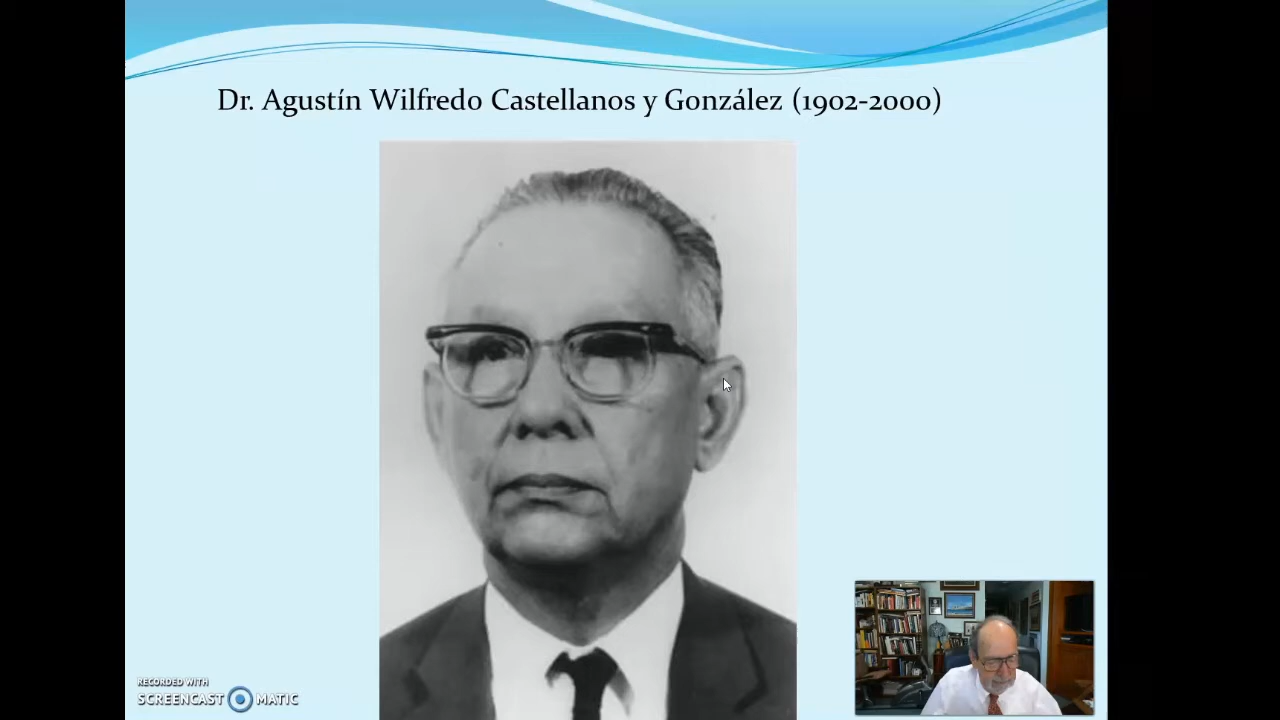 Dr. Agustín Wilfredo Castellanos y González (1902-2000)
RECORDED WITH
SCREENCAST MATIC